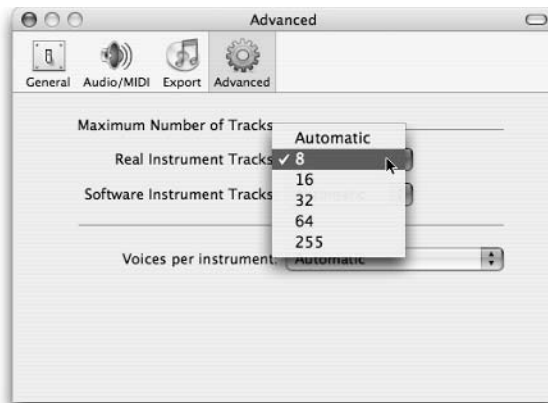 Advanced
General Audio/MIDI Export Advanced
Maximum Number of Tracks
Automatic
Real Instrument Tracks ✓ 8
16
Software Instrument Tracks
32
64
255
Voices per instrument: Automatic